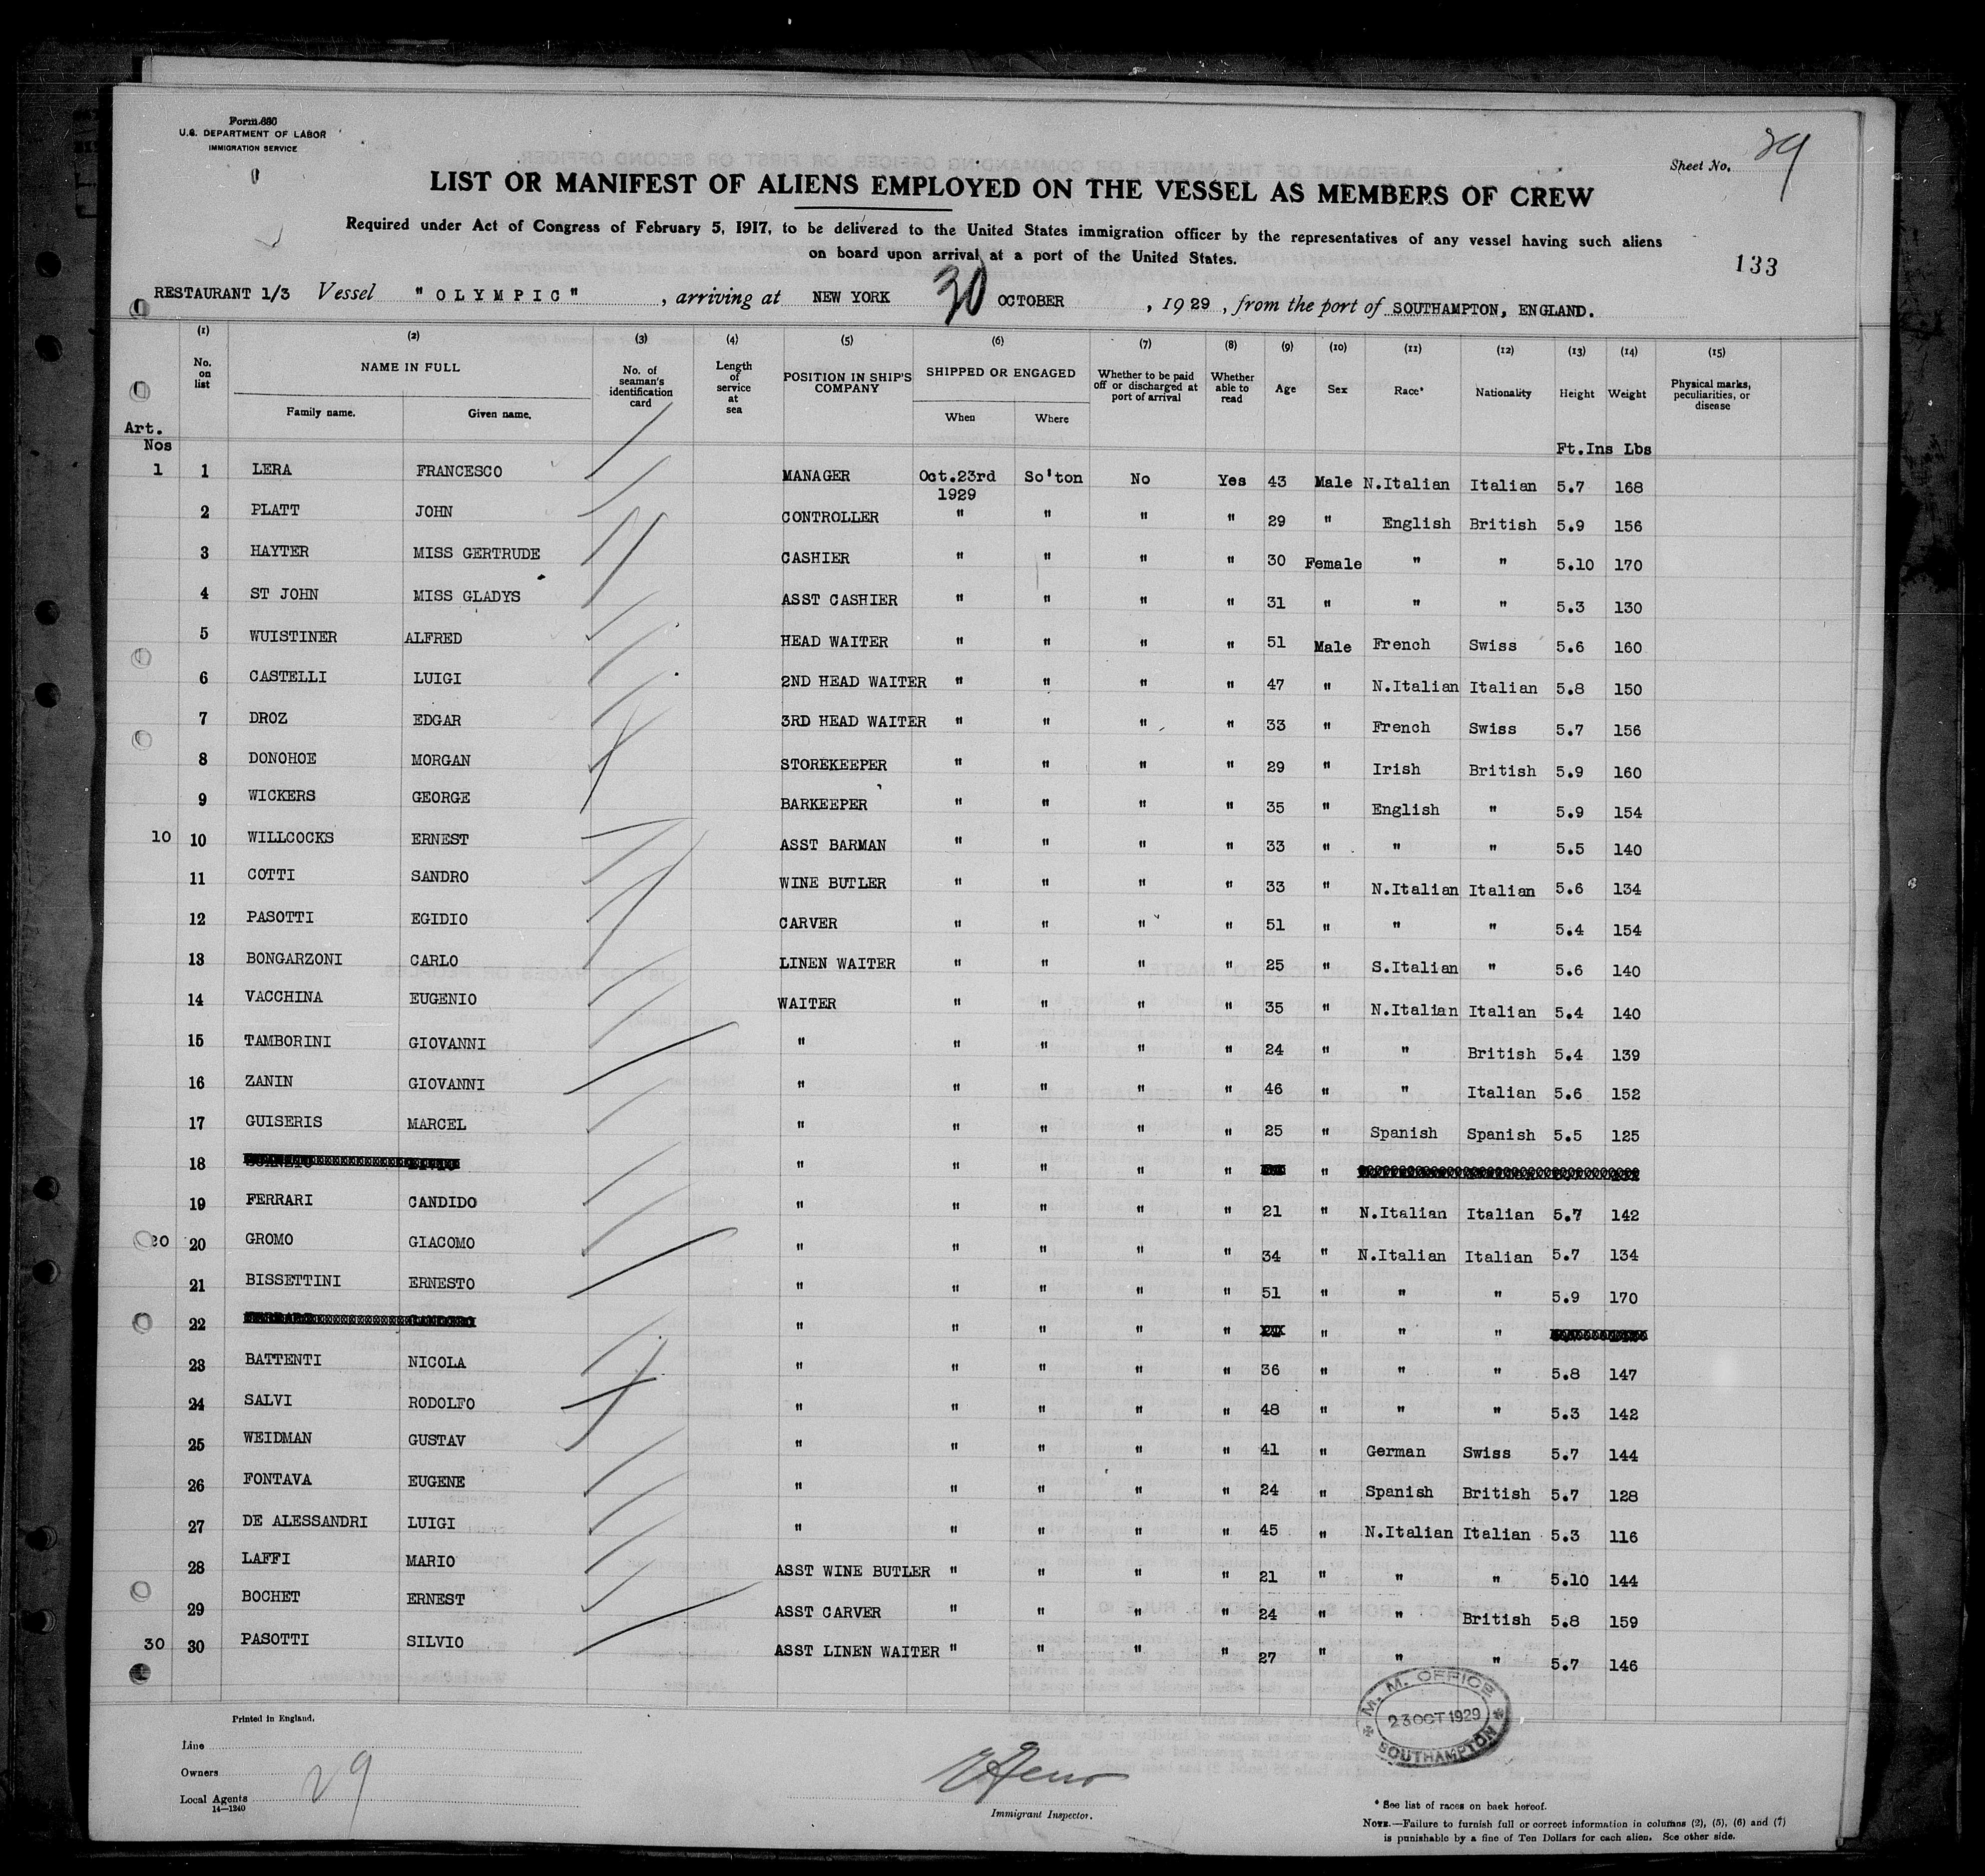 Form 680
U.S. DEPARTMENT OF LABOR
IMMIGRATION SERVICE
Sheet No. 29
LIST OR MANIFEST OF ALIENS EMPLOYED ON THE VESSEL AS MEMBERS OF CREW
Required under Act of Congress of February 5, 1917, to be delivered to the United States immigration officer by the representatives of any vessel having such aliens
on board upon arrival at a port of the United States.
133
RESTAURANT 1/3 Vessel "OLYMPIC", arriving at NEW YORK 30 OCTOBER, 1929, from the port of SOUTHAMPTON, ENGLAND.
(1) (2) (3) (4) (5) (6) (7) (8) (9) (10) (11) (12) (13) (14) (15)
No. on list NAME IN FULL Family name. Given name. No. of seaman's identification card Length of service at sea POSITION IN SHIP'S COMPANY SHIPPED OR ENGAGED When Where Whether to be paid off or discharged at port of arrival Whether able to read Age Sex Race* Nationality Height Weight Physical marks, peculiarities, or disease
Art. Nos Ft.Ins Lbs
1 1 LERA FRANCESCO MANAGER Oct.23rd 1929 So'ton No Yes 43 Male N.Italian Italian 5.7 168
2 PLATT JOHN CONTROLLER " " " " 29 " English British 5.9 156
3 HAYTER MISS GERTRUDE CASHIER " " " " 30 Female " " 5.10 170
4 ST JOHN MISS GLADYS ASST CASHIER " " " " 31 " " " 5.3 130
5 WUISTINER ALFRED HEAD WAITER " " " " 51 Male French Swiss 5.6 160
6 CASTELLI LUIGI 2ND HEAD WAITER " " " " 47 " N.Italian Italian 5.8 150
7 DROZ EDGAR 3RD HEAD WAITER " " " " 33 " French Swiss 5.7 156
8 DONOHOE MORGAN STOREKEEPER " " " " 29 " Irish British 5.9 160
9 WICKERS GEORGE BARKEEPER " " " " 35 " English " 5.9 154
10 10 WILLCOCKS ERNEST ASST BARMAN " " " " 33 " " " 5.5 140
11 COTTI SANDRO WINE BUTLER " " " " 33 " N.Italian Italian 5.6 134
12 PASOTTI EGIDIO CARVER " " " " 51 " " " 5.4 154
13 BONGARZONI CARLO LINEN WAITER " " " " 25 " S.Italian " 5.6 140
14 VACCHINA EUGENIO WAITER " " " " 35 " N.Italian Italian 5.4 140
15 TAMBORINI GIOVANNI " " " " " 24 " " British 5.4 139
16 ZANIN GIOVANNI " " " " " 46 " " Italian 5.6 152
17 GUISERIS MARCEL " " " " " 25 " Spanish Spanish 5.5 125
18 " " " " " "
19 FERRARI CANDIDO " " " " " 21 " N.Italian Italian 5.7 142
20 20 GROMO GIACOMO " " " " " 34 " N.Italian Italian 5.7 134
21 BISSETTINI ERNESTO " " " " " 51 " " " 5.9 170
22 " " " " " " " "
23 BATTENTI NICOLA " " " " " 36 " " " 5.8 147
24 SALVI RODOLFO " " " " " 48 " " " 5.3 142
25 WEIDMAN GUSTAV " " " " " 41 " German Swiss 5.7 144
26 FONTAVA EUGENE " " " " " 24 " Spanish British 5.7 128
27 DE ALESSANDRI LUIGI " " " " " 45 " N.Italian Italian 5.3 116
28 LAFFI MARIO ASST WINE BUTLER " " " " 21 " " " 5.10 144
29 BOCHET ERNEST ASST CARVER " " " " 24 " " British 5.8 159
30 30 PASOTTI SILVIO ASST LINEN WAITER " " " " 27 " " " 5.7 146
M. M. OFFICE
23 OCT 1929
SOUTHAMPTON
Printed in England.
Line
Owners
Local Agents
14—1240
29
Immigrant Inspector.
* See list of races on back hereof.
NOTE.—Failure to furnish full or correct information in columns (2), (5), (6) and (7)
is punishable by a fine of Ten Dollars for each alien. See other side.